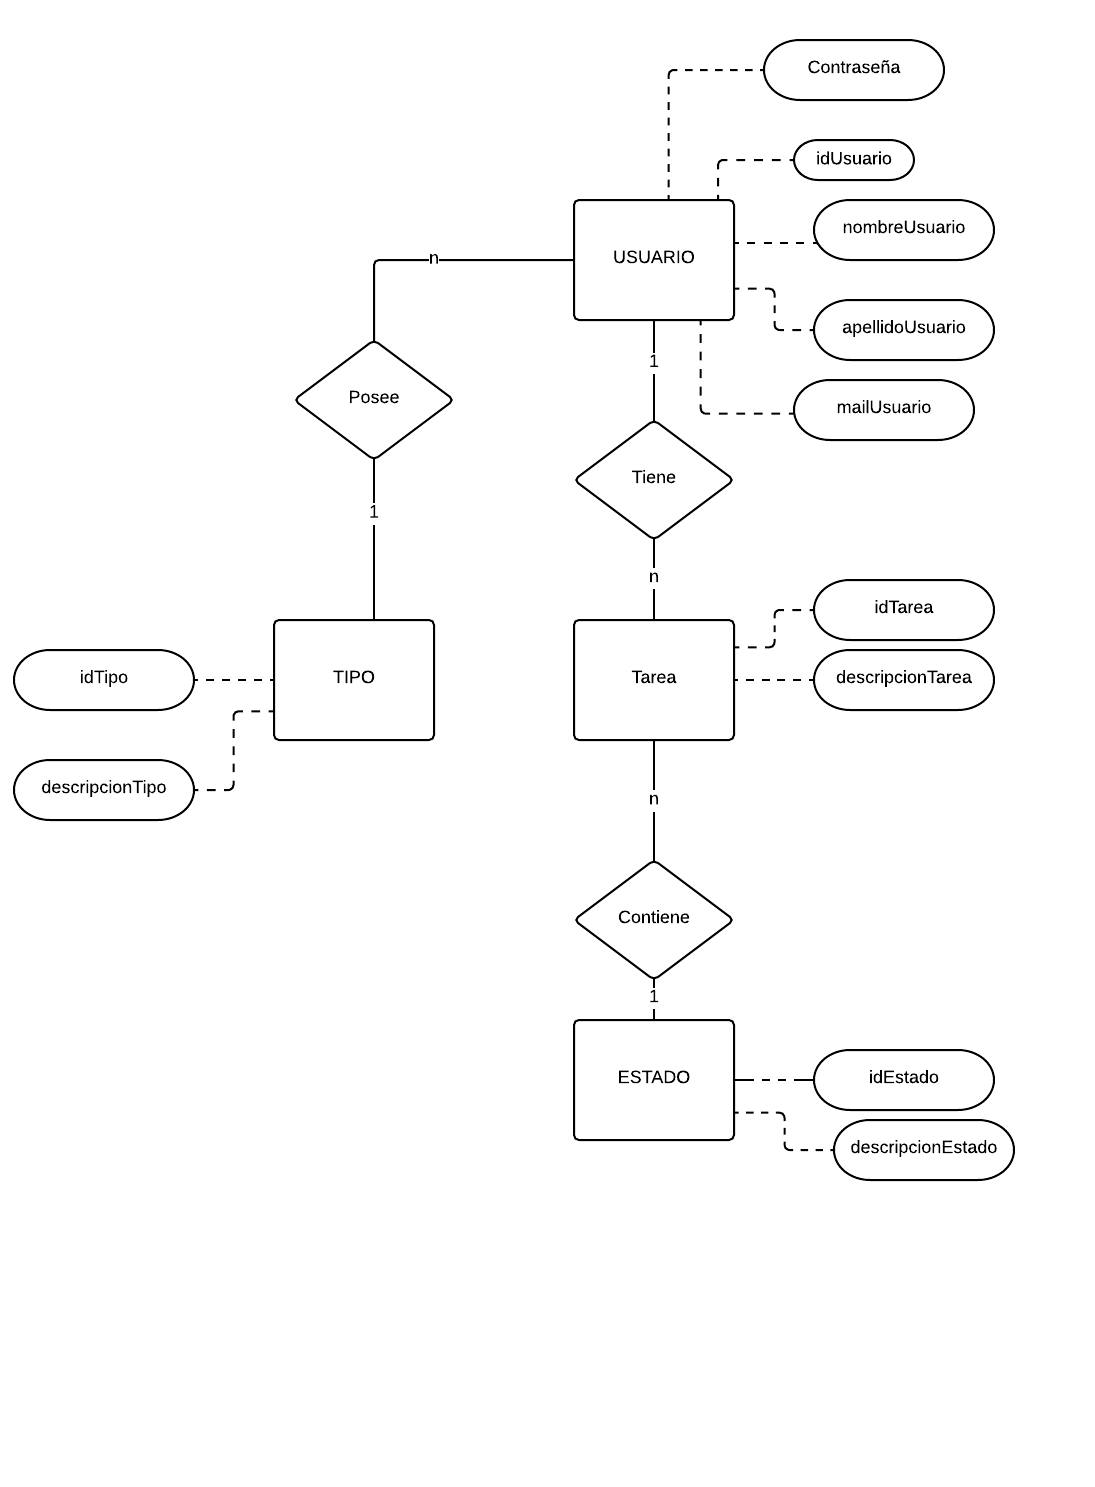 Contraseña
idUsuario
nombreUsuario
USUARIO
n
apellidoUsuario
1
Posee
mailUsuario
Tiene
1
n
idTarea
idTipo
TIPO
Tarea
descripcionTarea
descripcionTipo
n
Contiene
1
ESTADO
idEstado
descripcionEstado